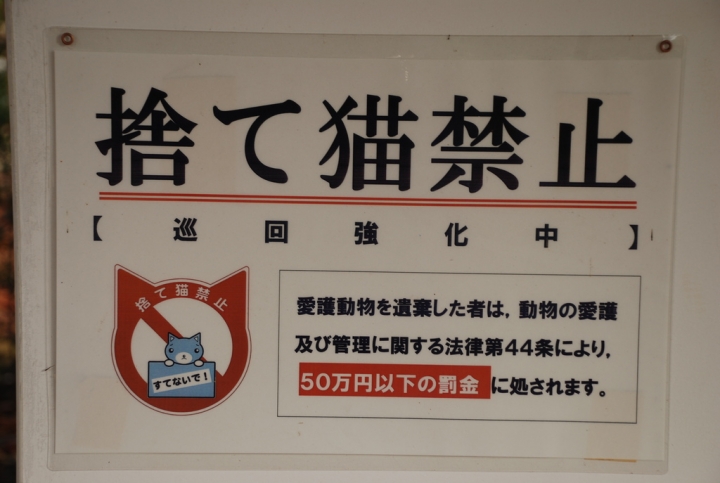 捨て猫禁止
【巡回強化中】
捨て猫禁止
すてないで!
愛護動物を遺棄した者は,動物の愛護
及び管理に関する法律第44条により,
50万円以下の罰金に処されます。